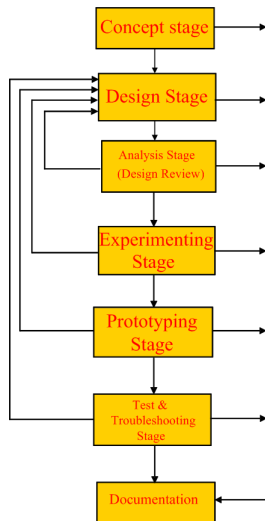 Concept stage
Design Stage
Analysis Stage
(Design Review)
Experimenting
Stage
Prototyping
Stage
Test &
Troubleshooting
Stage
Documentation